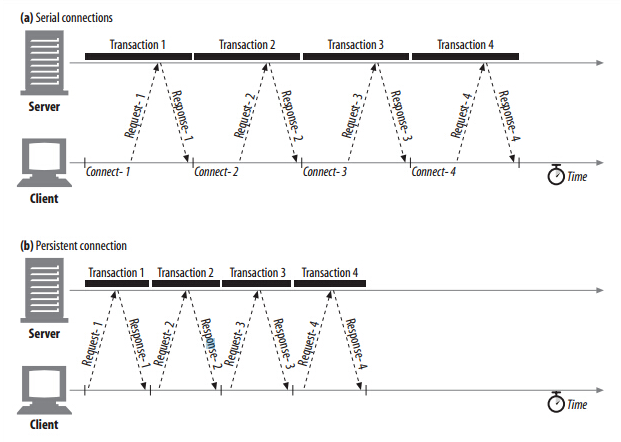 (a) Serial connections
Transaction 1 Transaction 2 Transaction 3 Transaction 4
Server
Request-1 Response-1 Request-2 Response-2 Request-3 Response-3 Request-4 Response-4
Connect-1 Connect-2 Connect-3 Connect-4
Time
Client
(b) Persistent connection
Transaction 1 Transaction 2 Transaction 3 Transaction 4
Server
Request-1 Response-1 Request-2 Response-2 Request-3 Response-3 Request-4 Response-4
Time
Client